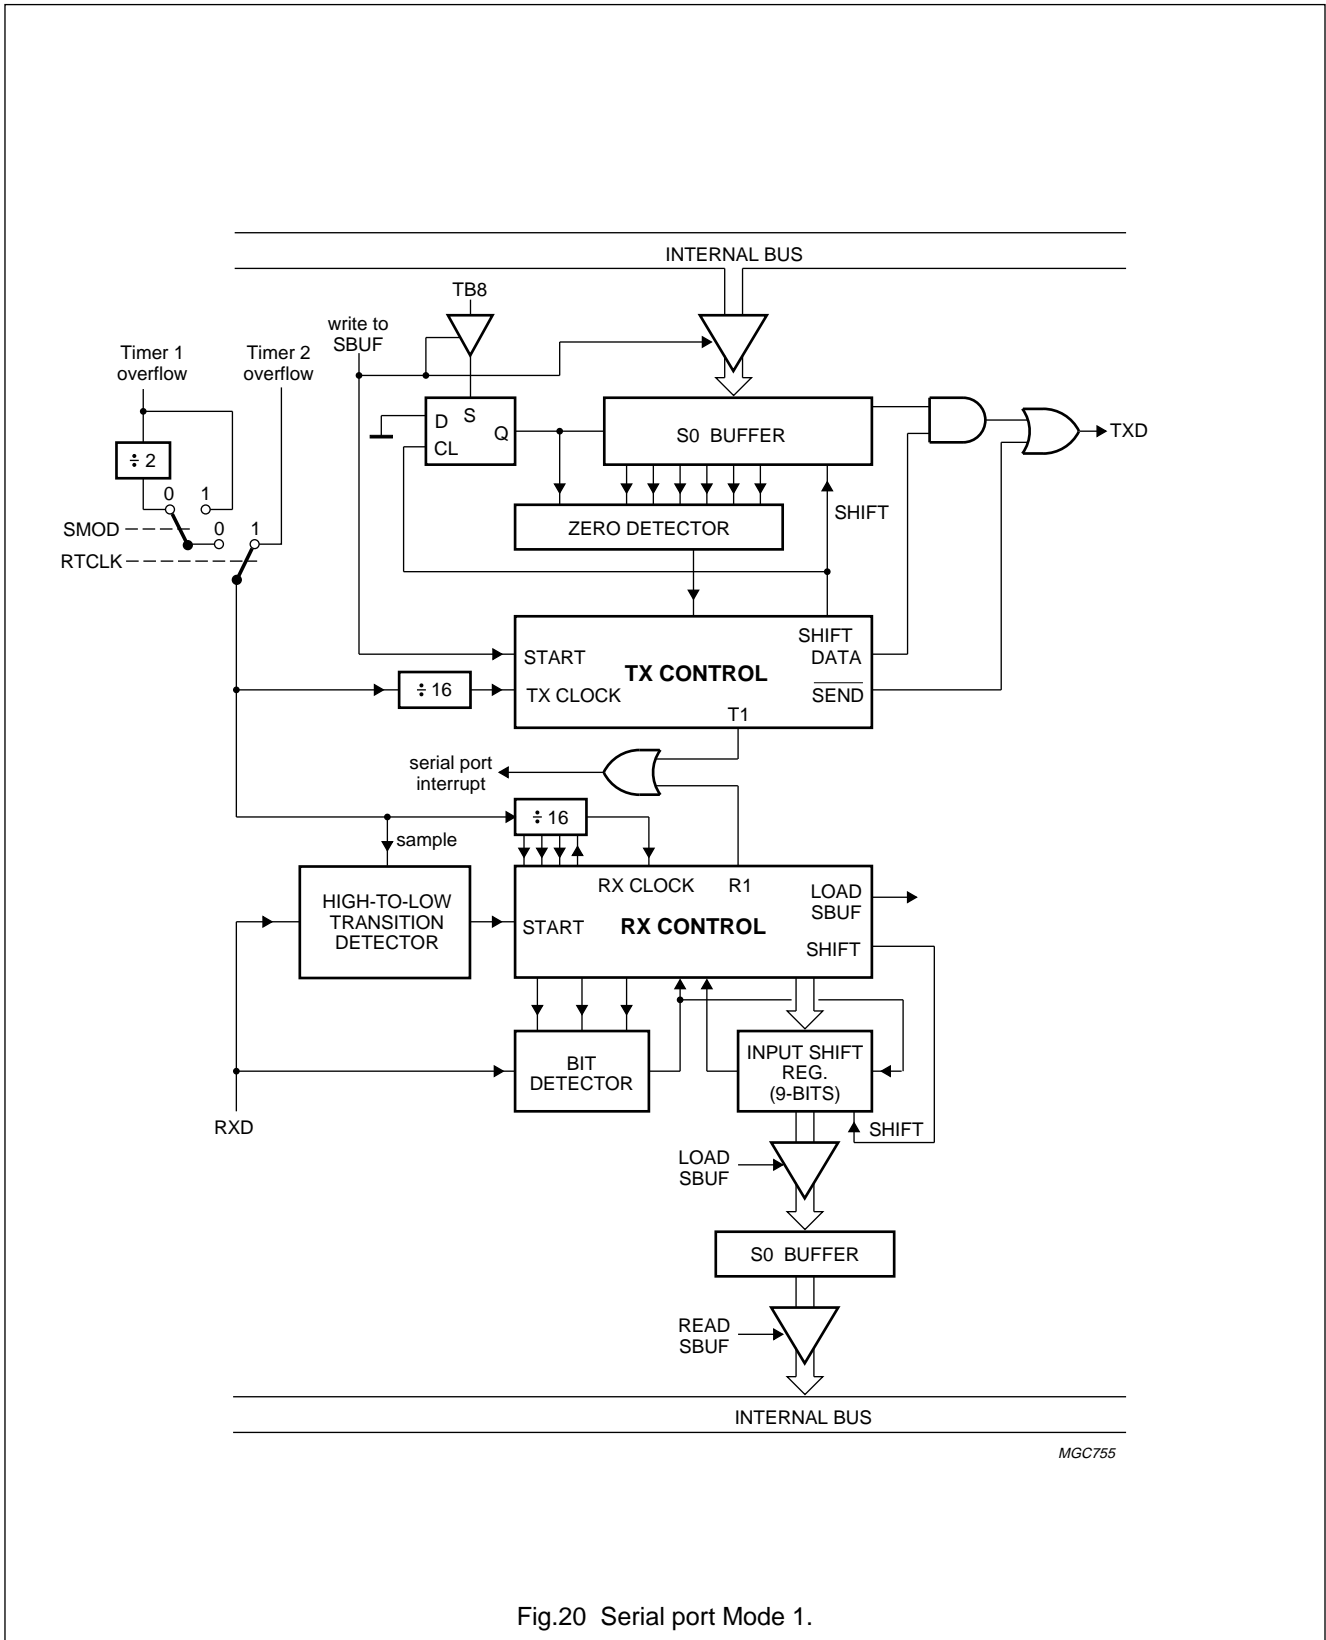 INTERNAL BUS
TB8
write to
SBUF
Timer 1
overflow
Timer 2
overflow
D
S
Q
CL
S0 BUFFER
TXD
÷ 2
0
1
SMOD
0
1
RTCLK
ZERO DETECTOR
SHIFT
START
TX CONTROL
SHIFT
DATA
÷ 16
TX CLOCK
SEND
T1
serial port
interrupt
÷ 16
sample
RX CLOCK
R1
HIGH-TO-LOW
TRANSITION
DETECTOR
START
RX CONTROL
LOAD
SBUF
SHIFT
BIT
DETECTOR
INPUT SHIFT
REG.
(9-BITS)
RXD
SHIFT
LOAD
SBUF
S0 BUFFER
READ
SBUF
INTERNAL BUS
MGC755
Fig.20 Serial port Mode 1.